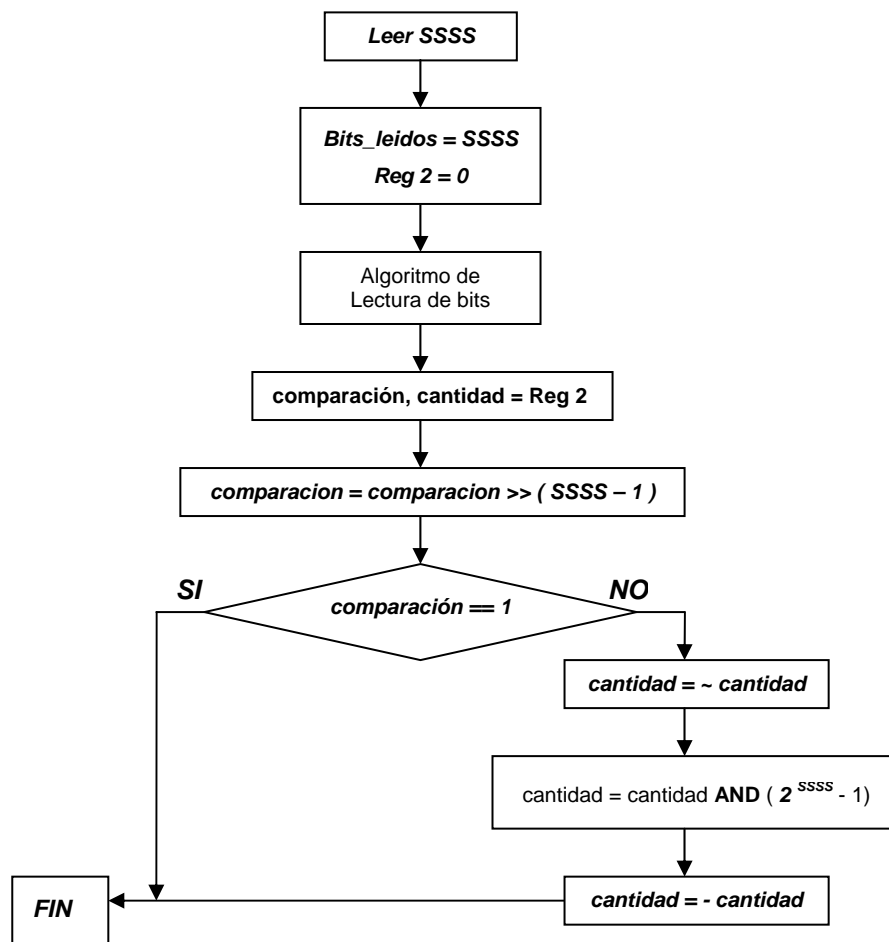 Leer SSSS
Bits_leidos = SSSS
Reg 2 = 0
Algoritmo de
Lectura de bits
comparación, cantidad = Reg 2
comparacion = comparacion >> ( SSSS – 1 )
SI
NO
comparación == 1
cantidad = ~ cantidad
cantidad = cantidad AND ( 2 ^SSSS - 1)
cantidad = - cantidad
FIN